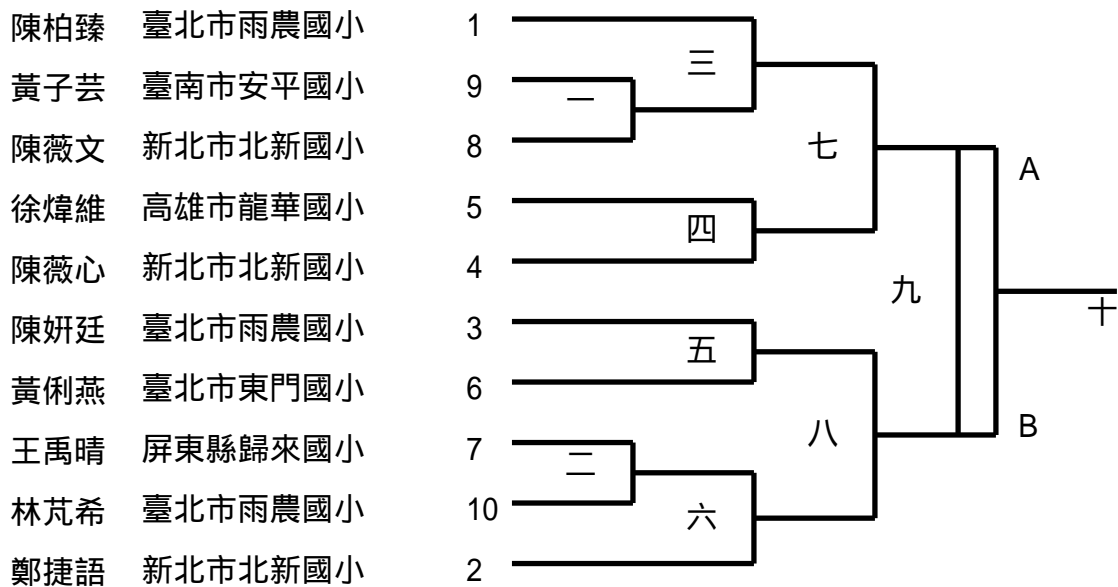 陳柏臻 臺北市雨農國小 1
三
黃子芸 臺南市安平國小 9
一
陳薇文 新北市北新國小 8
七
A
徐煒維 高雄市龍華國小 5
四
陳薇心 新北市北新國小 4
九
十
陳妍廷 臺北市雨農國小 3
五
黃俐燕 臺北市東門國小 6
八
B
王禹晴 屏東縣歸來國小 7
二
林芃希 臺北市雨農國小 10
六
鄭捷語 新北市北新國小 2